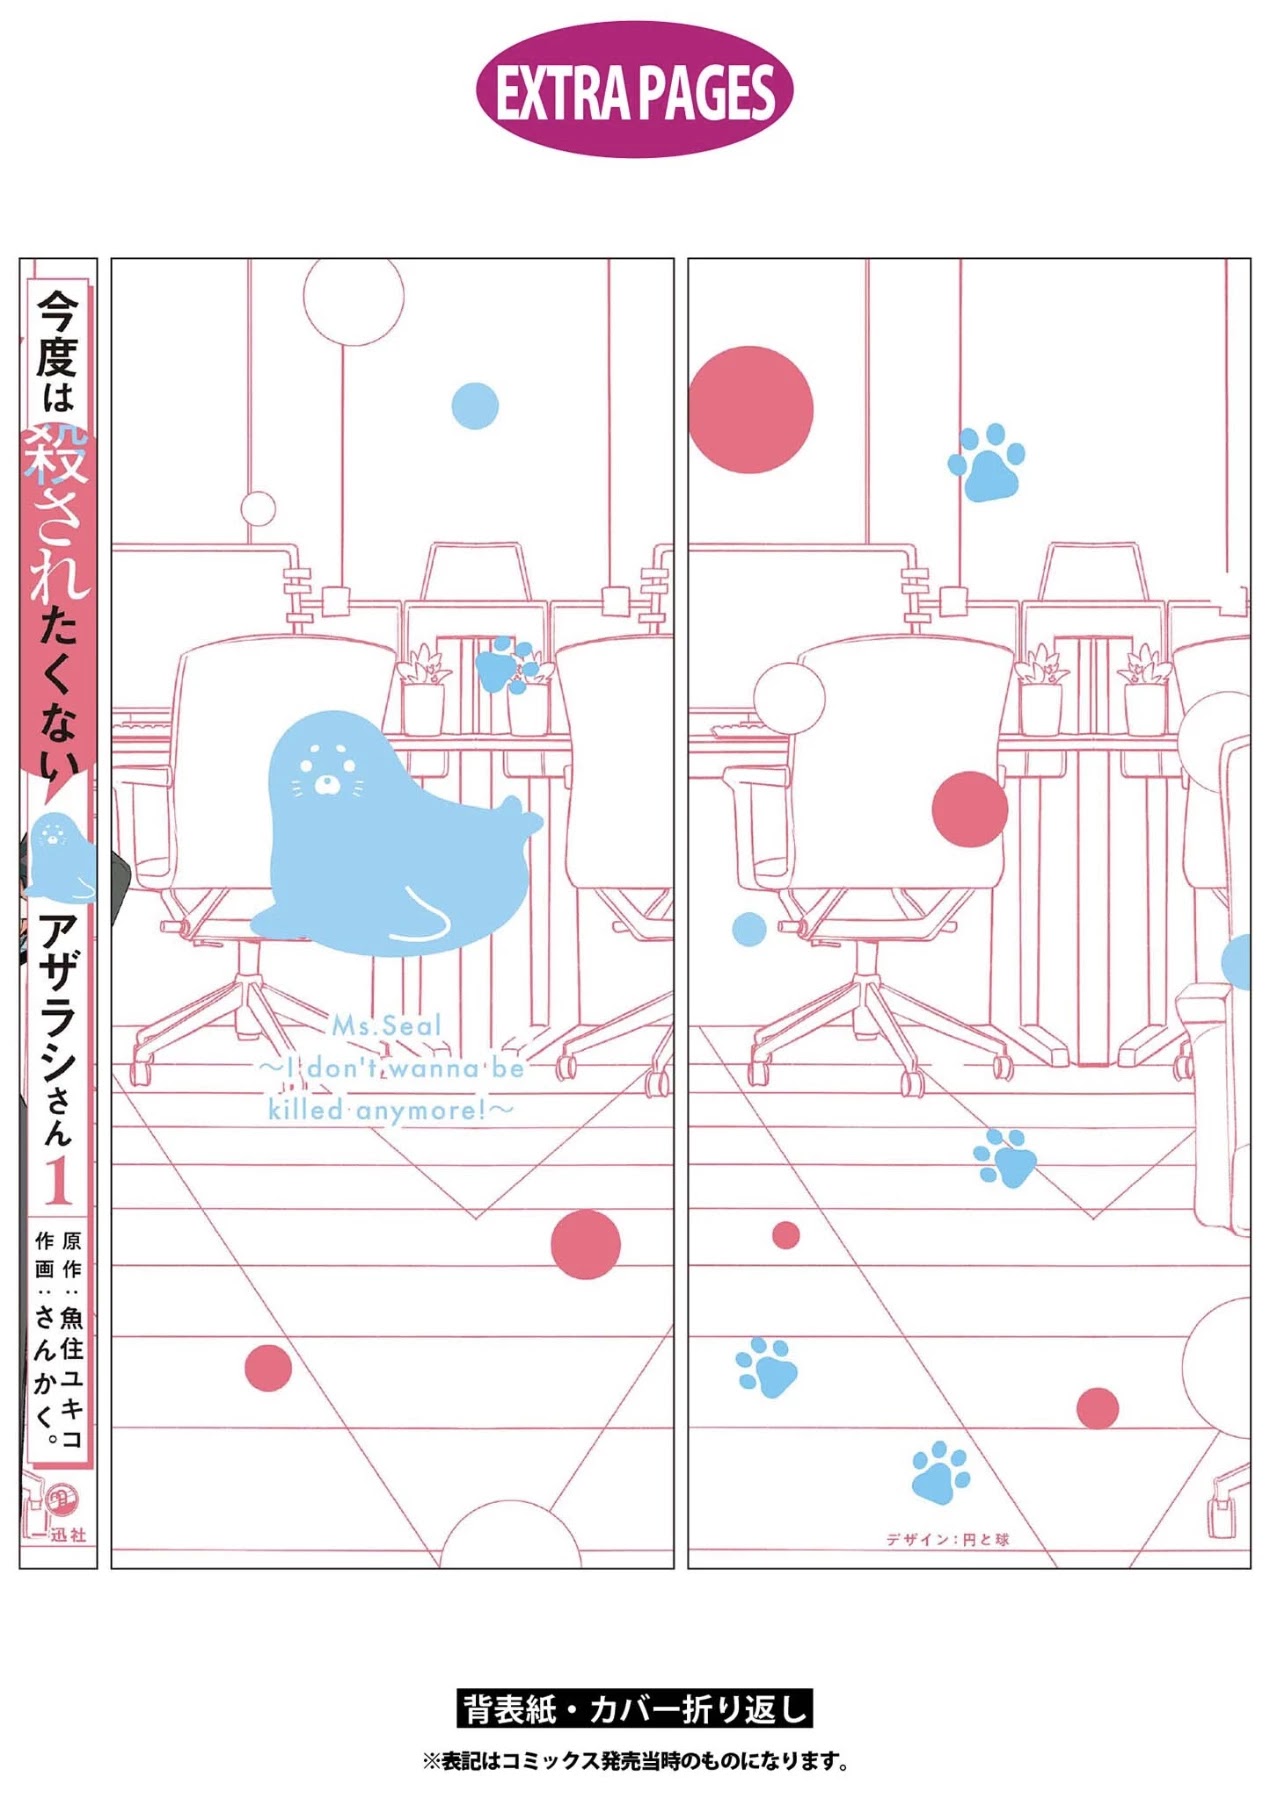 EXTRA PAGES
今度は殺されたくないアザラシさん1
原作：魚住ユキコ
作画：さんかく。
一迅社
Ms.Seal
～I don't wanna be
killed anymore!～
デザイン：円と球
背表紙・カバー折り返し
※表記はコミックス発売当時のものになります。